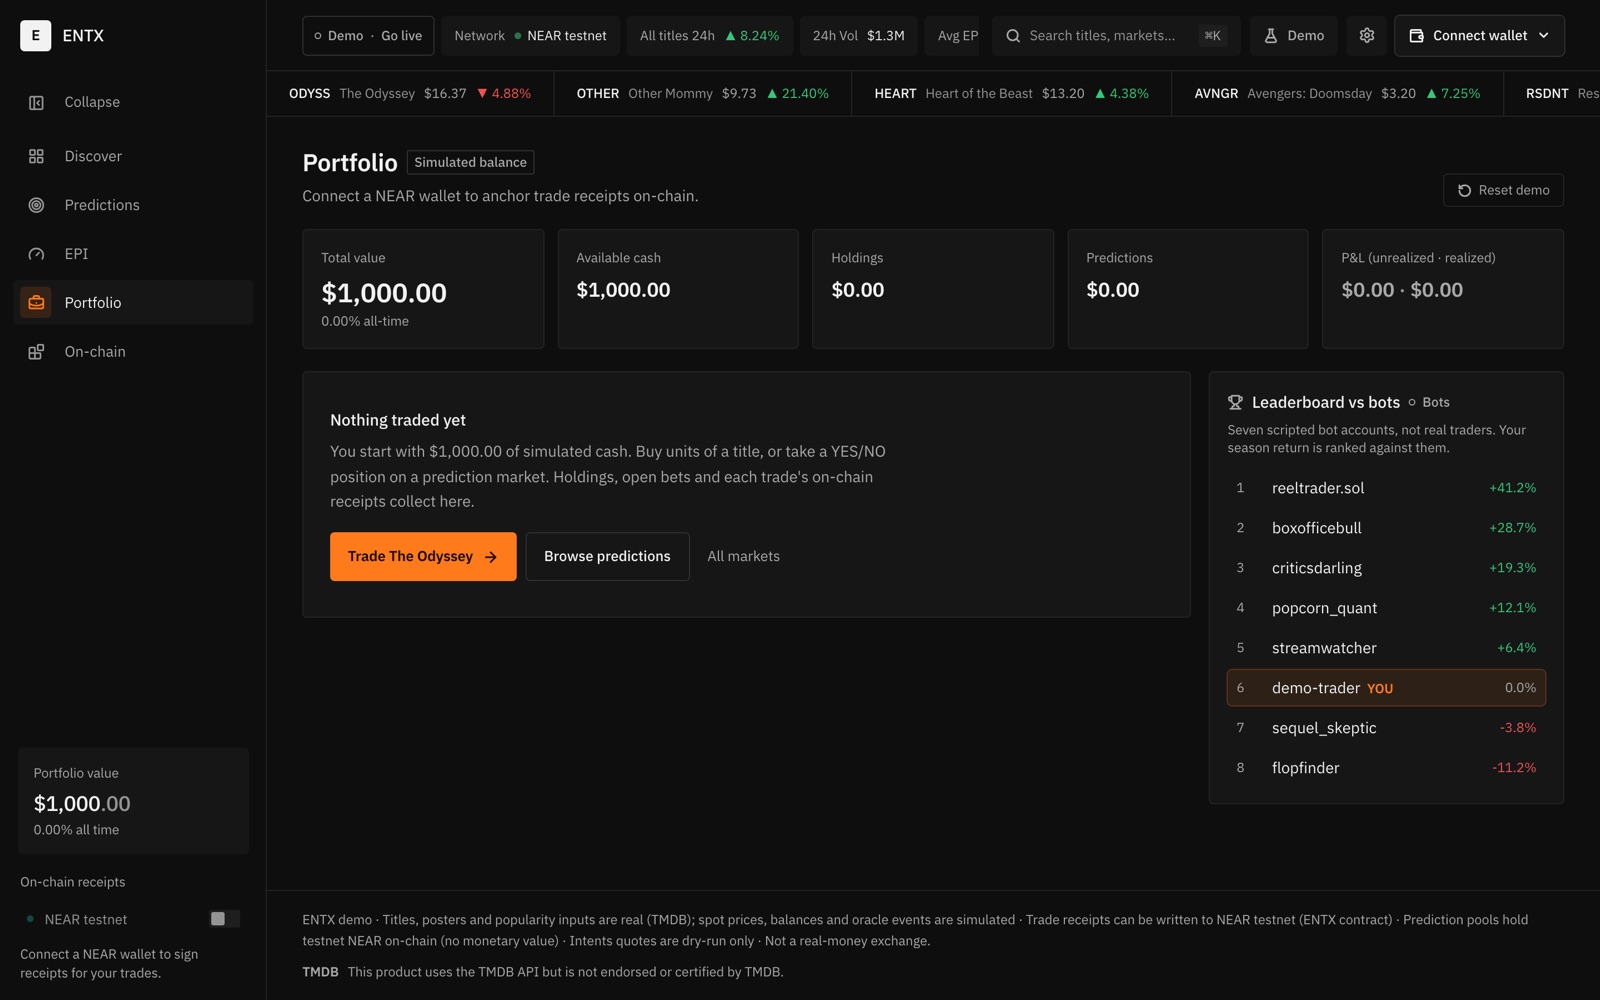 E ENTX
Collapse
Discover
Predictions
EPI
Portfolio
On-chain
Portfolio value
$1,000.00
0.00% all time
On-chain receipts
NEAR testnet
Connect a NEAR wallet to sign
receipts for your trades.
Demo · Go live
Network NEAR testnet
All titles 24h ▲ 8.24%
24h Vol $1.3M
Avg EP
Search titles, markets... ⌘K
Demo
Connect wallet
ODYSS The Odyssey $16.37 ▼ 4.88%
OTHER Other Mommy $9.73 ▲ 21.40%
HEART Heart of the Beast $13.20 ▲ 4.38%
AVNGR Avengers: Doomsday $3.20 ▲ 7.25%
RSDNT Res
Portfolio Simulated balance
Connect a NEAR wallet to anchor trade receipts on-chain.
Reset demo
Total value
$1,000.00
0.00% all-time
Available cash
$1,000.00
Holdings
$0.00
Predictions
$0.00
P&L (unrealized · realized)
$0.00 · $0.00
Nothing traded yet
You start with $1,000.00 of simulated cash. Buy units of a title, or take a YES/NO
position on a prediction market. Holdings, open bets and each trade's on-chain
receipts collect here.
Trade The Odyssey →
Browse predictions
All markets
Leaderboard vs bots Bots
Seven scripted bot accounts, not real traders. Your
season return is ranked against them.
1 reeltrader.sol +41.2%
2 boxofficebull +28.7%
3 criticsdarling +19.3%
4 popcorn_quant +12.1%
5 streamwatcher +6.4%
6 demo-trader YOU 0.0%
7 sequel_skeptic -3.8%
8 flopfinder -11.2%
ENTX demo · Titles, posters and popularity inputs are real (TMDB); spot prices, balances and oracle events are simulated · Trade receipts can be written to NEAR testnet (ENTX contract) · Prediction pools hold
testnet NEAR on-chain (no monetary value) · Intents quotes are dry-run only · Not a real-money exchange.
TMDB This product uses the TMDB API but is not endorsed or certified by TMDB.